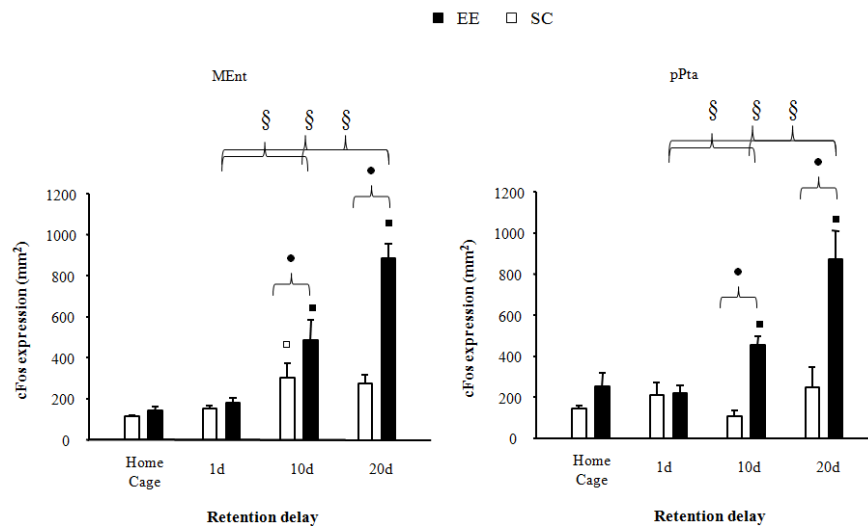 ■ EE □ SC
MEnt
§ § §
1200
1000
800
600
400
200
0
cFos expression (mm²)
Home Cage
1d
10d
20d
Retention delay
pPta
§ § §
1200
1000
800
600
400
200
0
cFos expression (mm²)
Home Cage
1d
10d
20d
Retention delay